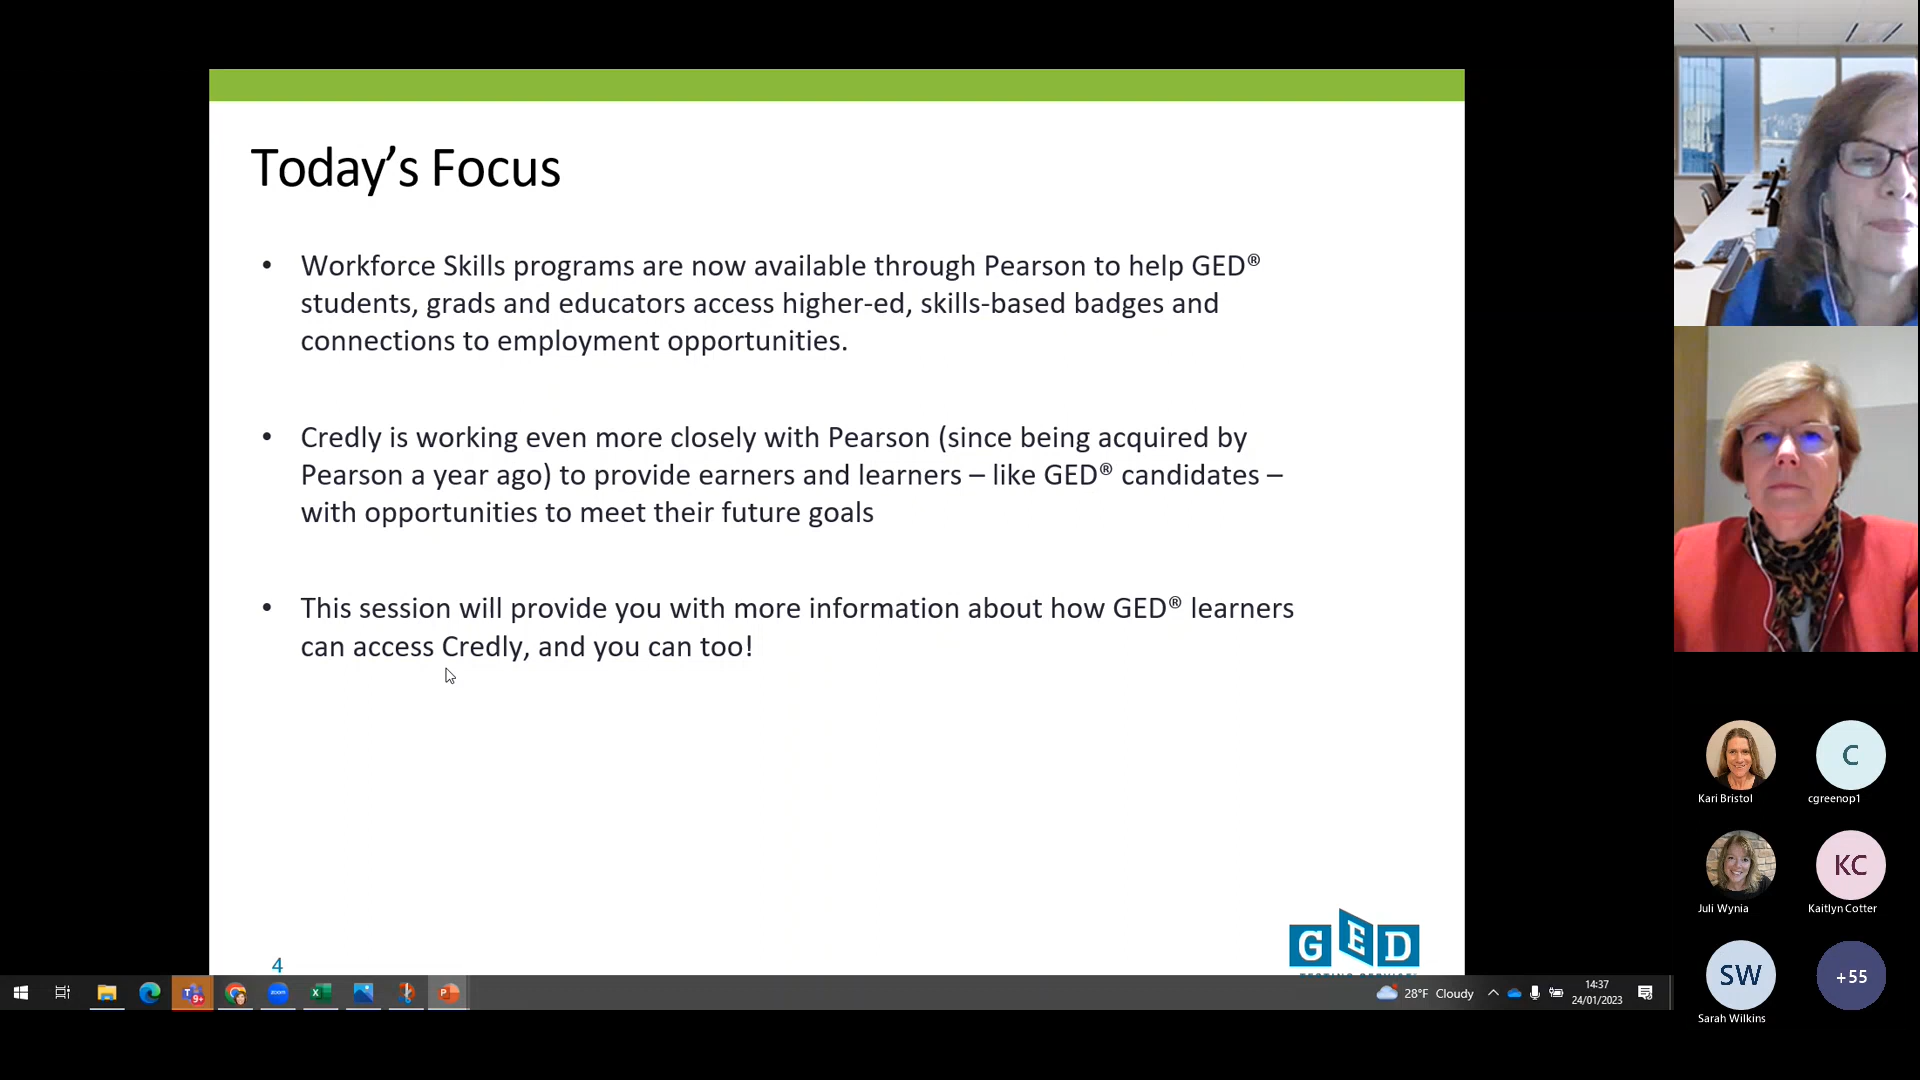 Today’s Focus
• Workforce Skills programs are now available through Pearson to help GED®
students, grads and educators access higher-ed, skills-based badges and
connections to employment opportunities.
• Credly is working even more closely with Pearson (since being acquired by
Pearson a year ago) to provide earners and learners – like GED® candidates –
with opportunities to meet their future goals
• This session will provide you with more information about how GED® learners
can access Credly, and you can too!
GED
4
9+
zoom
28°F Cloudy
14:37
24/01/2023
C
Kari Bristol
cgreenop1
KC
Juli Wynia
Kaitlyn Cotter
SW
+55
Sarah Wilkins